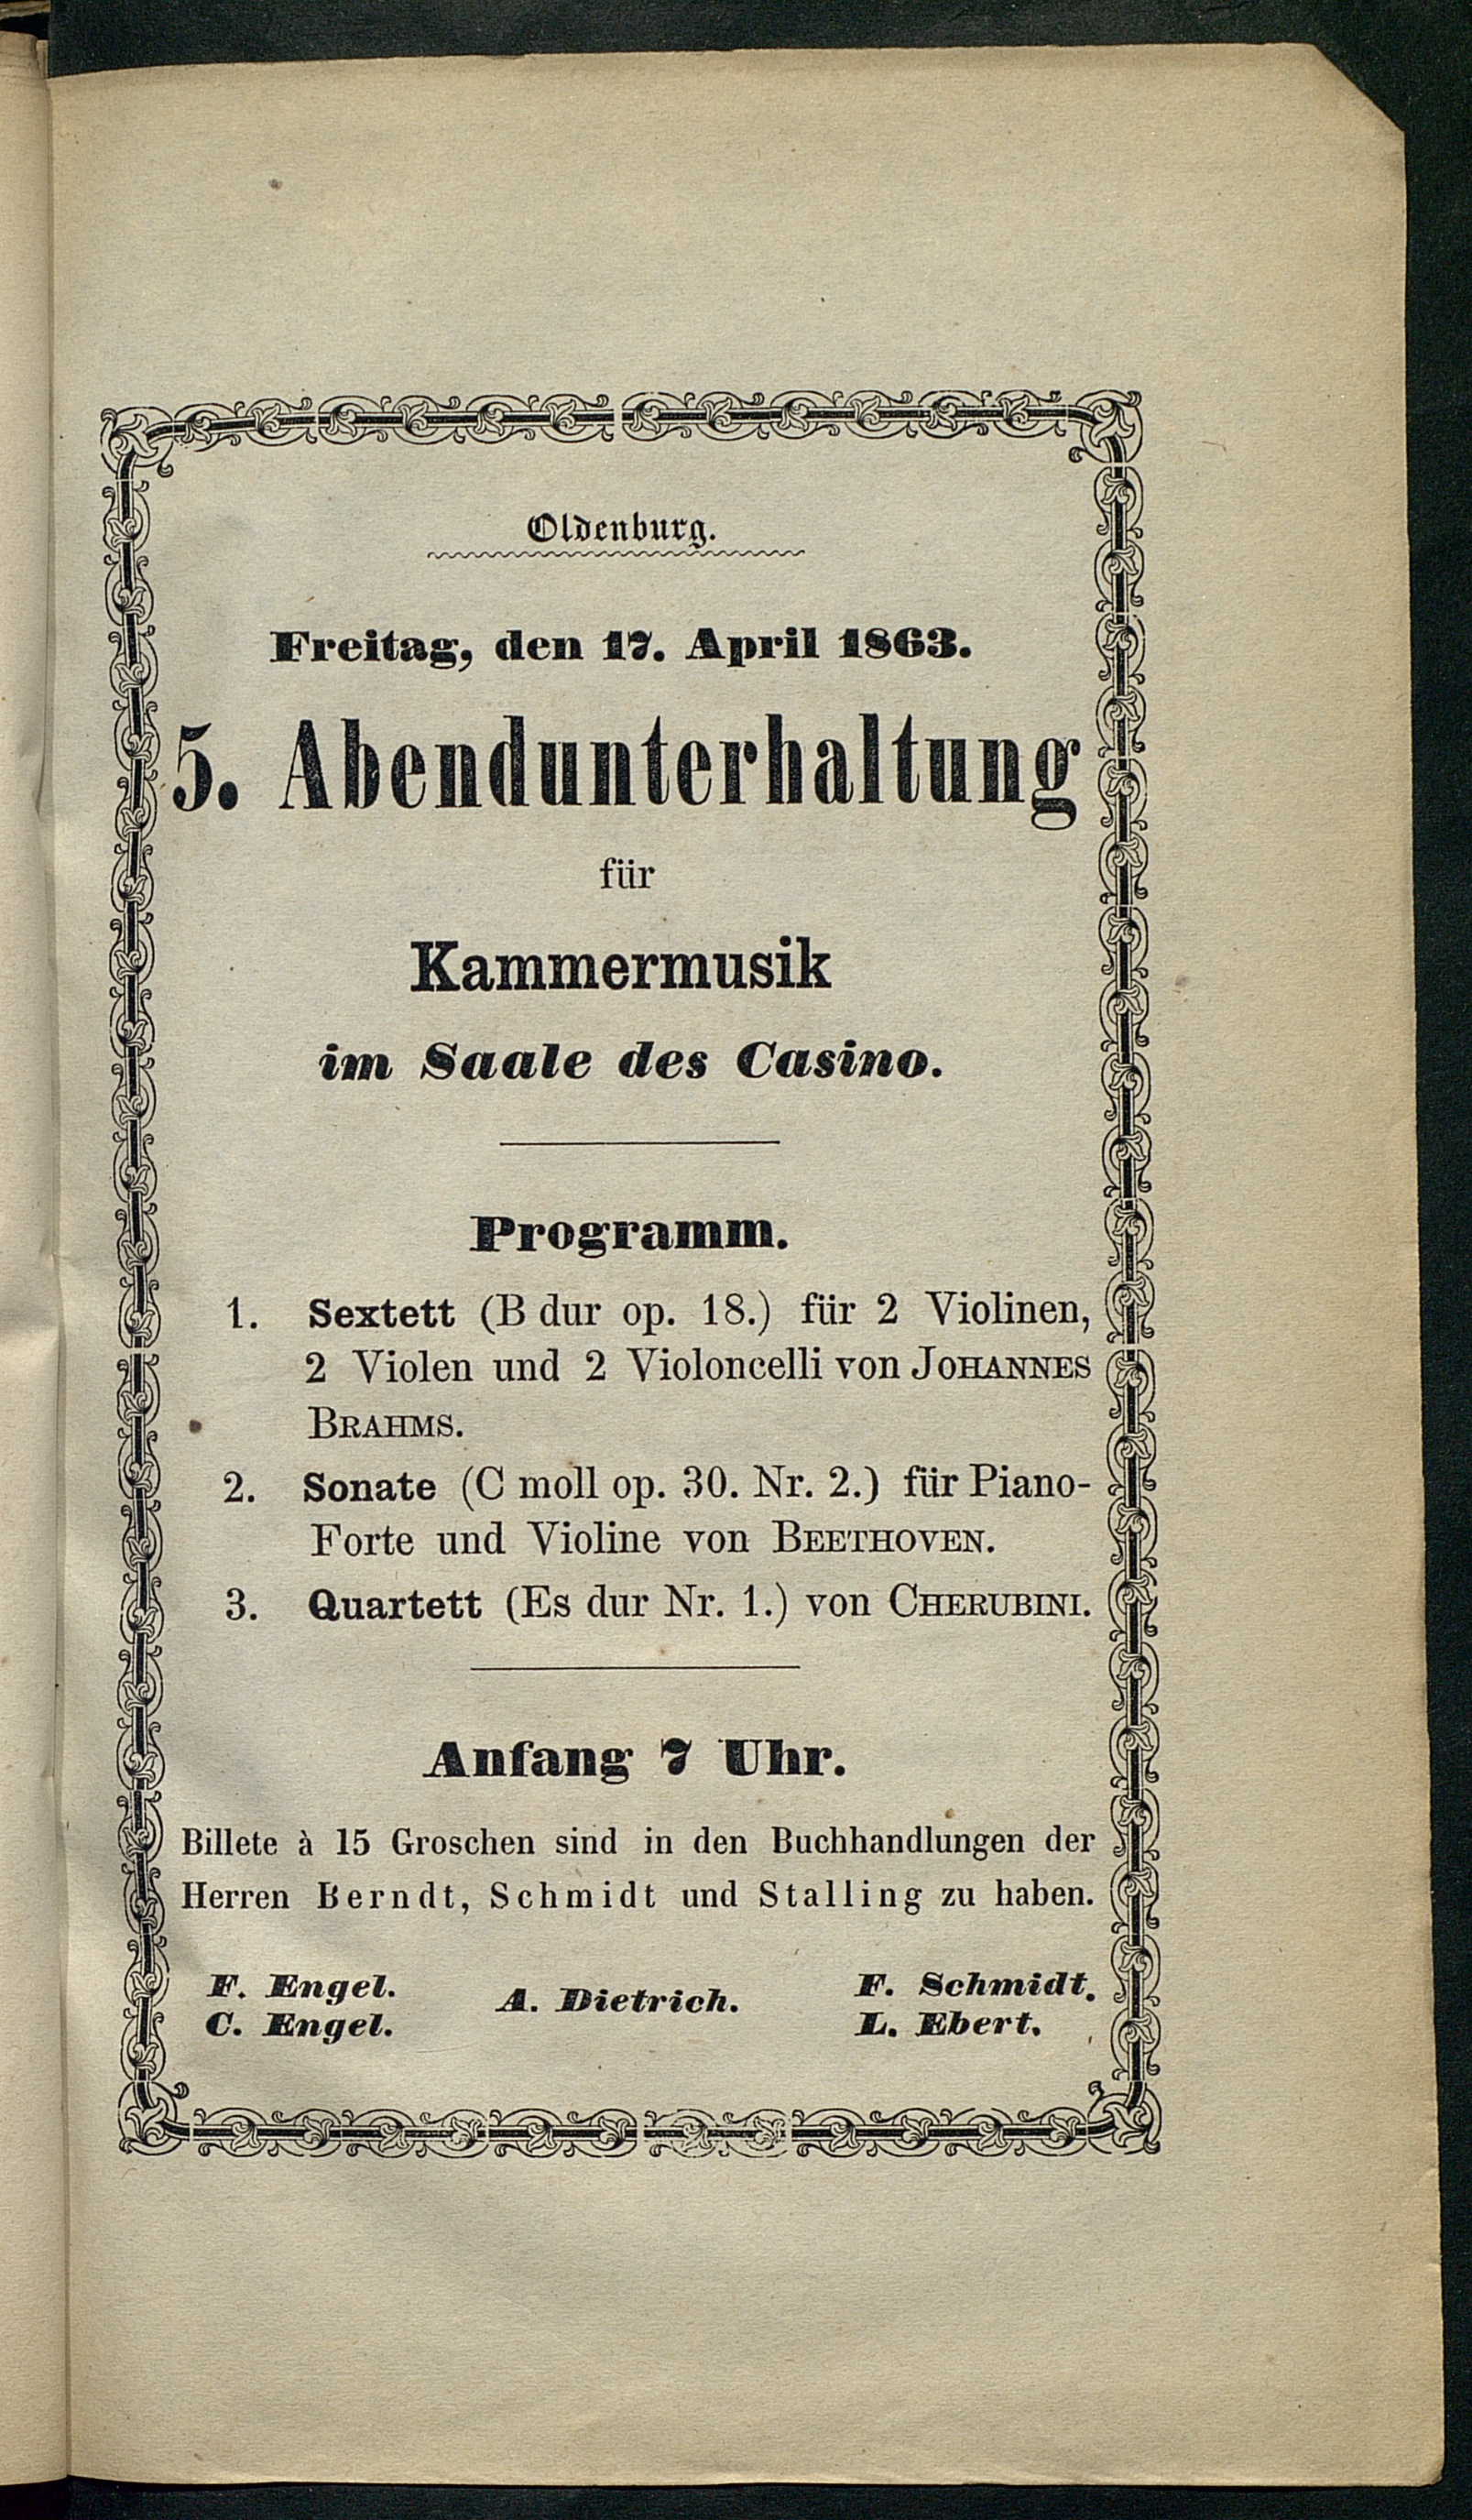 Oldenburg.
Freitag, den 17. April 1863.
5. Abendunterhaltung
für
Kammermusik
im Saale des Casino.
Programm.
1. Sextett (B dur op. 18.) für 2 Violinen,
2 Violen und 2 Violoncelli von JOHANNES
BRAHMS.
2. Sonate (C moll op. 30. Nr. 2.) für Piano-
Forte und Violine von BEETHOVEN.
3. Quartett (Es dur Nr. 1.) von CHERUBINI.
Anfang 7 Uhr.
Billete à 15 Groschen sind in den Buchhandlungen der
Herren Berndt, Schmidt und Stalling zu haben.
F. Engel.
C. Engel.
A. Dietrich.
F. Schmidt.
L. Ebert.